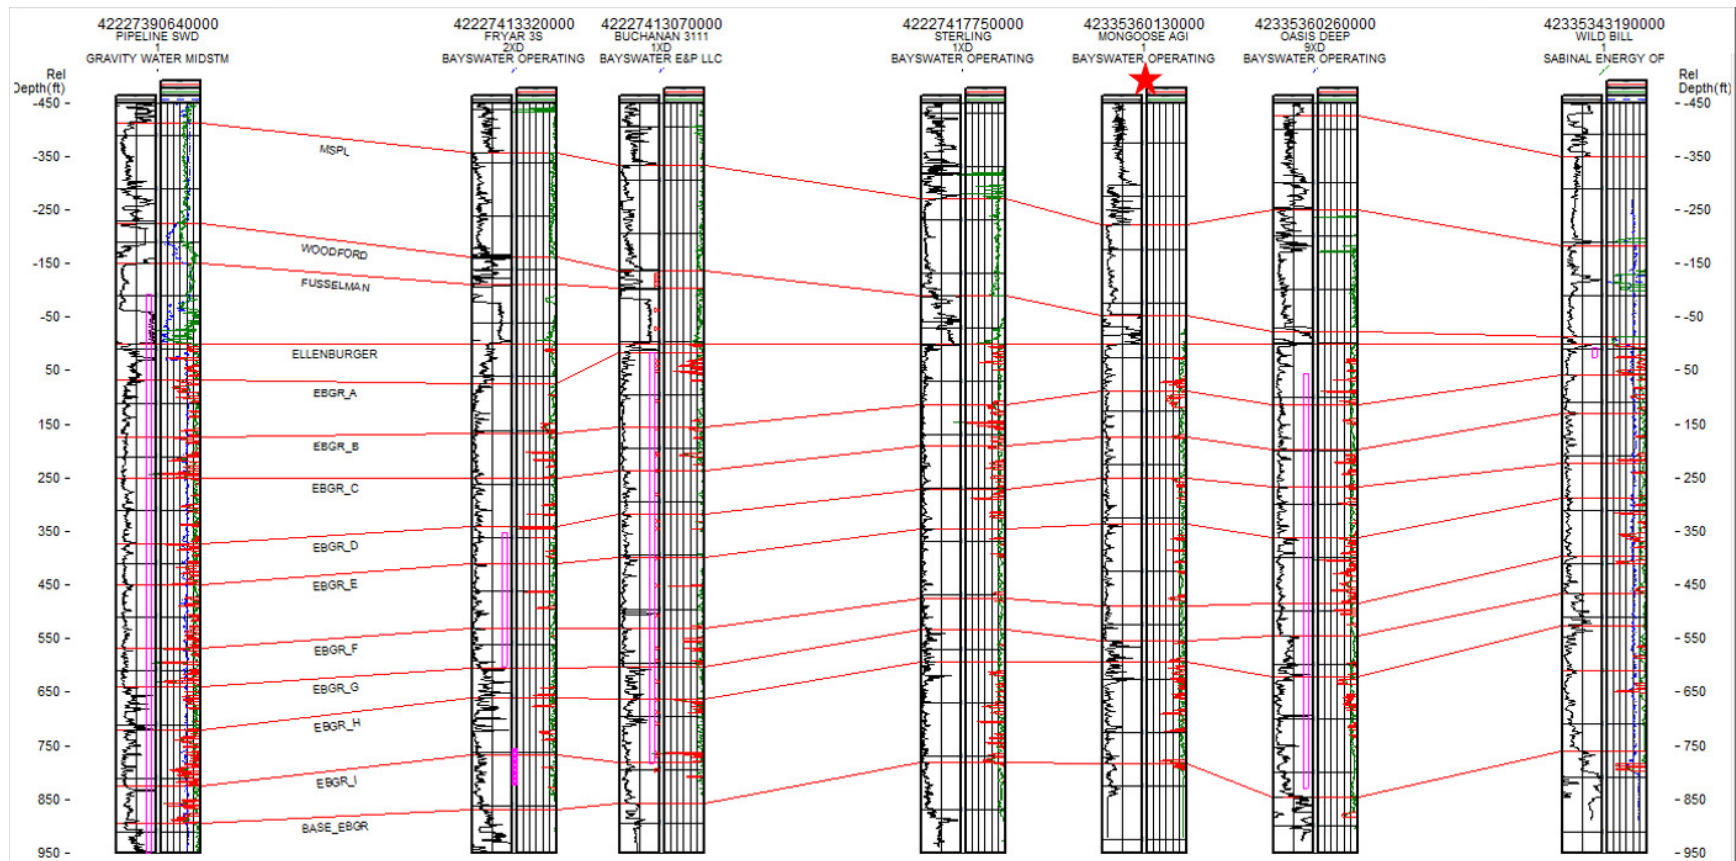 42227390640000
PIPELINE SWD
1
GRAVITY WATER MIDSTM
42227413320000
FRYAR 3S
2XD
BAYSWATER OPERATING
42227413070000
BUCHANAN 3111
1XD
BAYSWATER E&P LLC
42227417750000
STERLING
1XD
BAYSWATER OPERATING
42335360130000
MONGOOSE AGI
1
BAYSWATER OPERATING
42335360260000
OASIS DEEP
9XD
BAYSWATER OPERATING
42335343190000
WILD BILL
1
SABINAL ENERGY OP
Rel
Depth(ft)
-450
-350
-250
-150
-50
50
150
250
350
450
550
650
750
850
950
MSPL
WOODFORD
FUSSELMAN
ELLENBURGER
EBGR_A
EBGR_B
EBGR_C
EBGR_D
EBGR_E
EBGR_F
EBGR_G
EBGR_H
EBGR_I
BASE_EBGR
Rel
Depth(ft)
-450
-350
-250
-150
-50
50
150
250
350
450
550
650
750
850
950